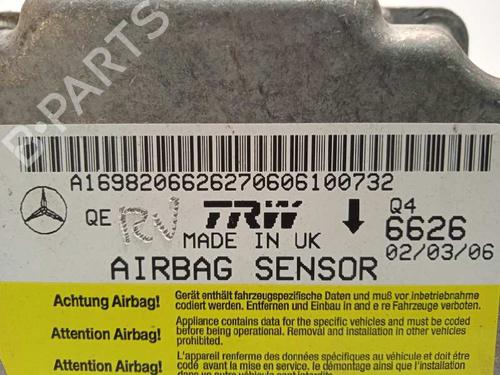 A1698206626270606100732
QE RN TRW Q4
6626
MADE IN UK 02/03/06
AIRBAG SENSOR
Achtung Airbag! Gerät enthält fahrzeugspezifische Daten und muß vor Inbetriebnahme
codiert werden. Entfernen und Einbau in and e re Fahrzeuge verboten.
Attention Airbag! Appliance contains data for the specific vehicles and must be coded
before being operational. Removal and installation in other vehicles
prohibited.
Attention Airbag! L'appareil renferme des données spécifiques au véhicule et doit être
codé avant la mise en service. le démontage ainsi que l'installation
B-PARTS